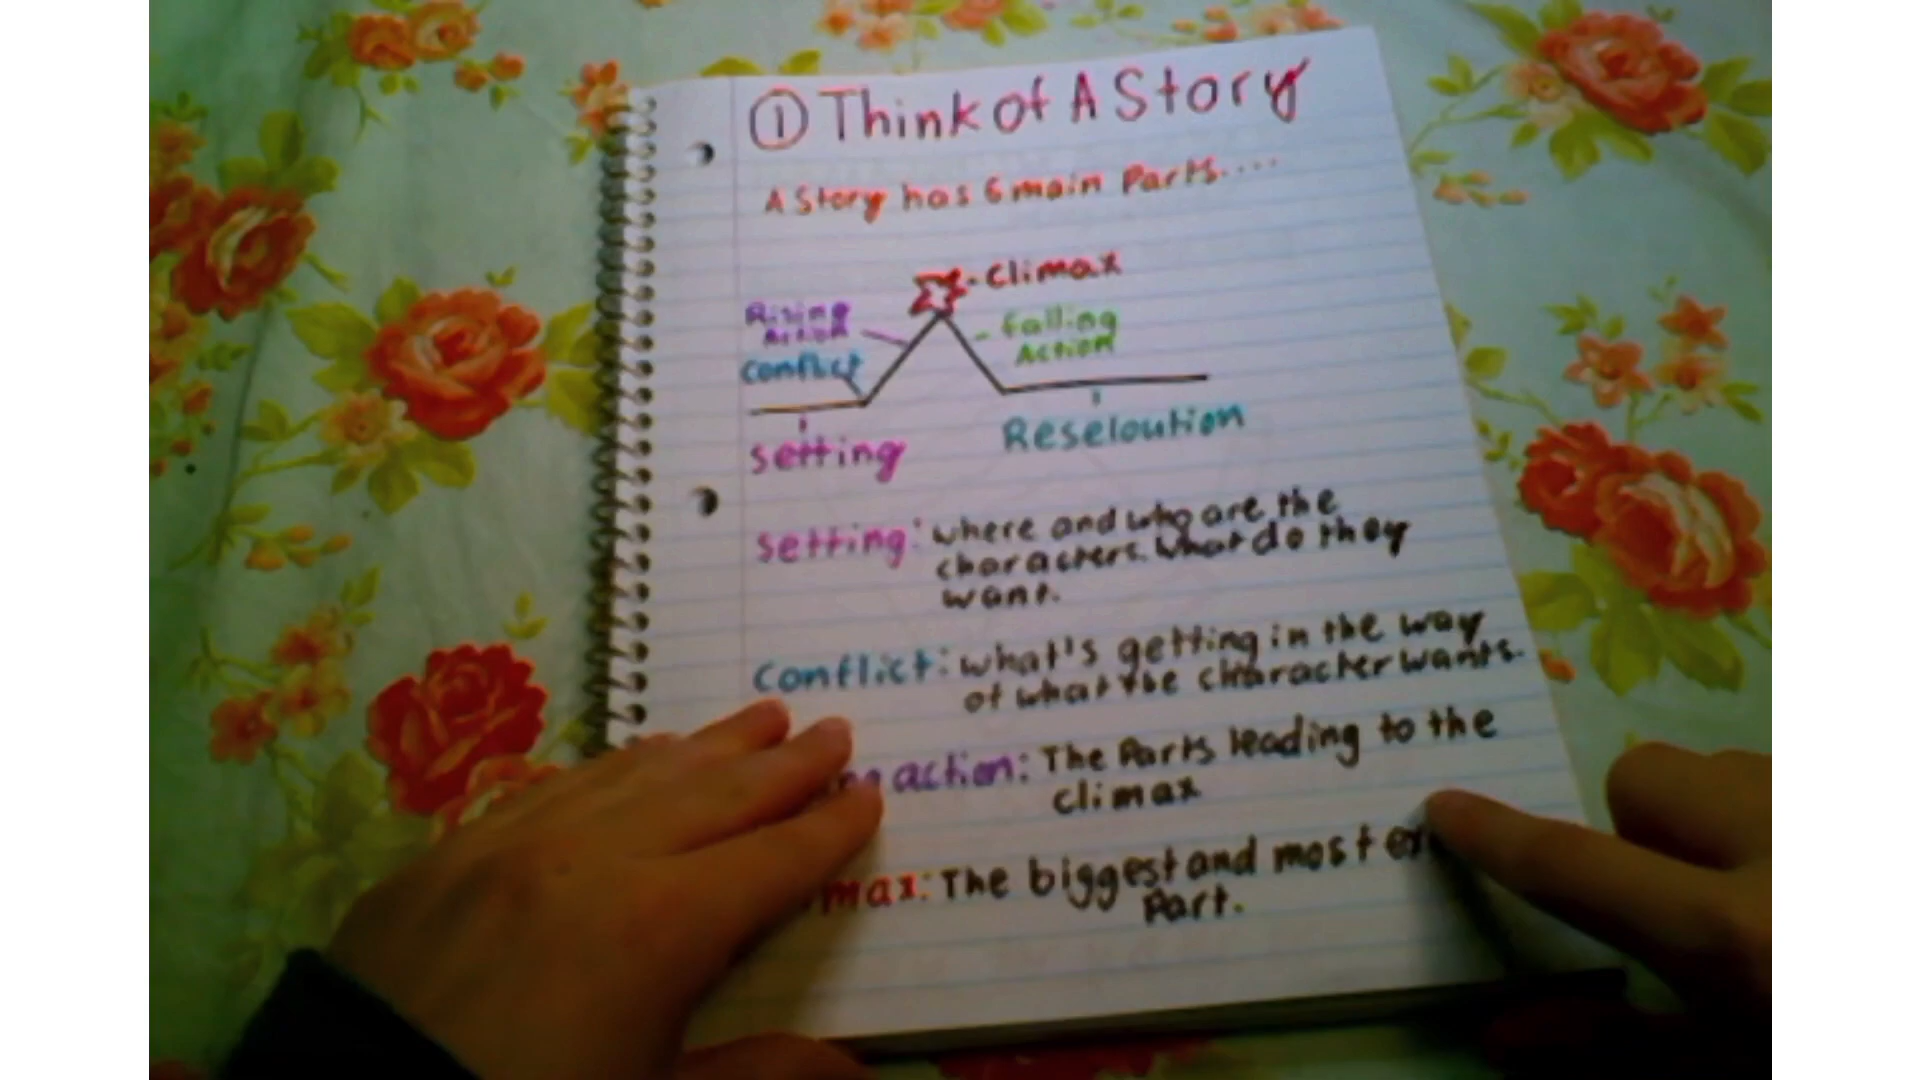 ① Think of A Story
A Story has 6 main Parts....
-Climax
Rising
Action
- Falling
Action
Conflict
Reseloution
Setting
Setting: where and who are the
characters. What do they
want.
Conflict: what's getting in the way
of what the character wants.
action: The Parts leading to the
climax
max: The biggest and most
Part.